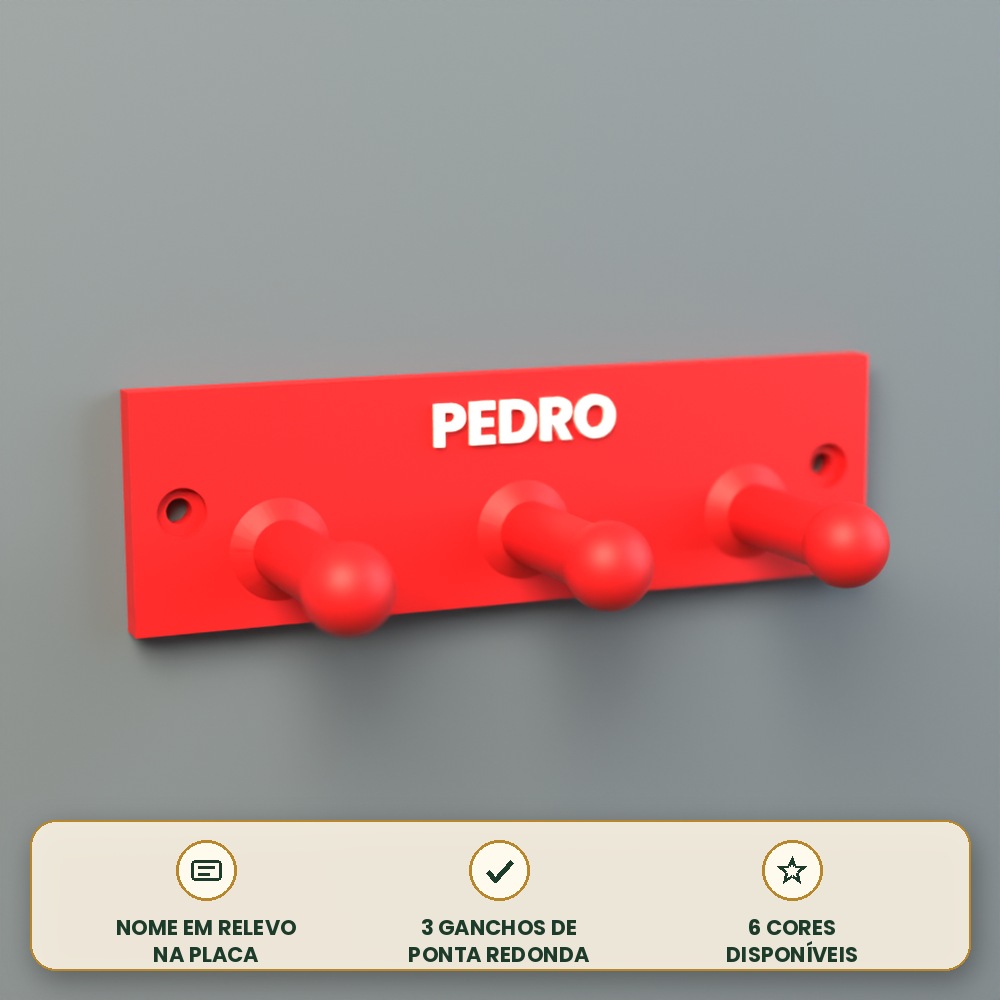 PEDRO
NOME EM RELEVO
NA PLACA
3 GANCHOS DE
PONTA REDONDA
6 CORES
DISPONÍVEIS